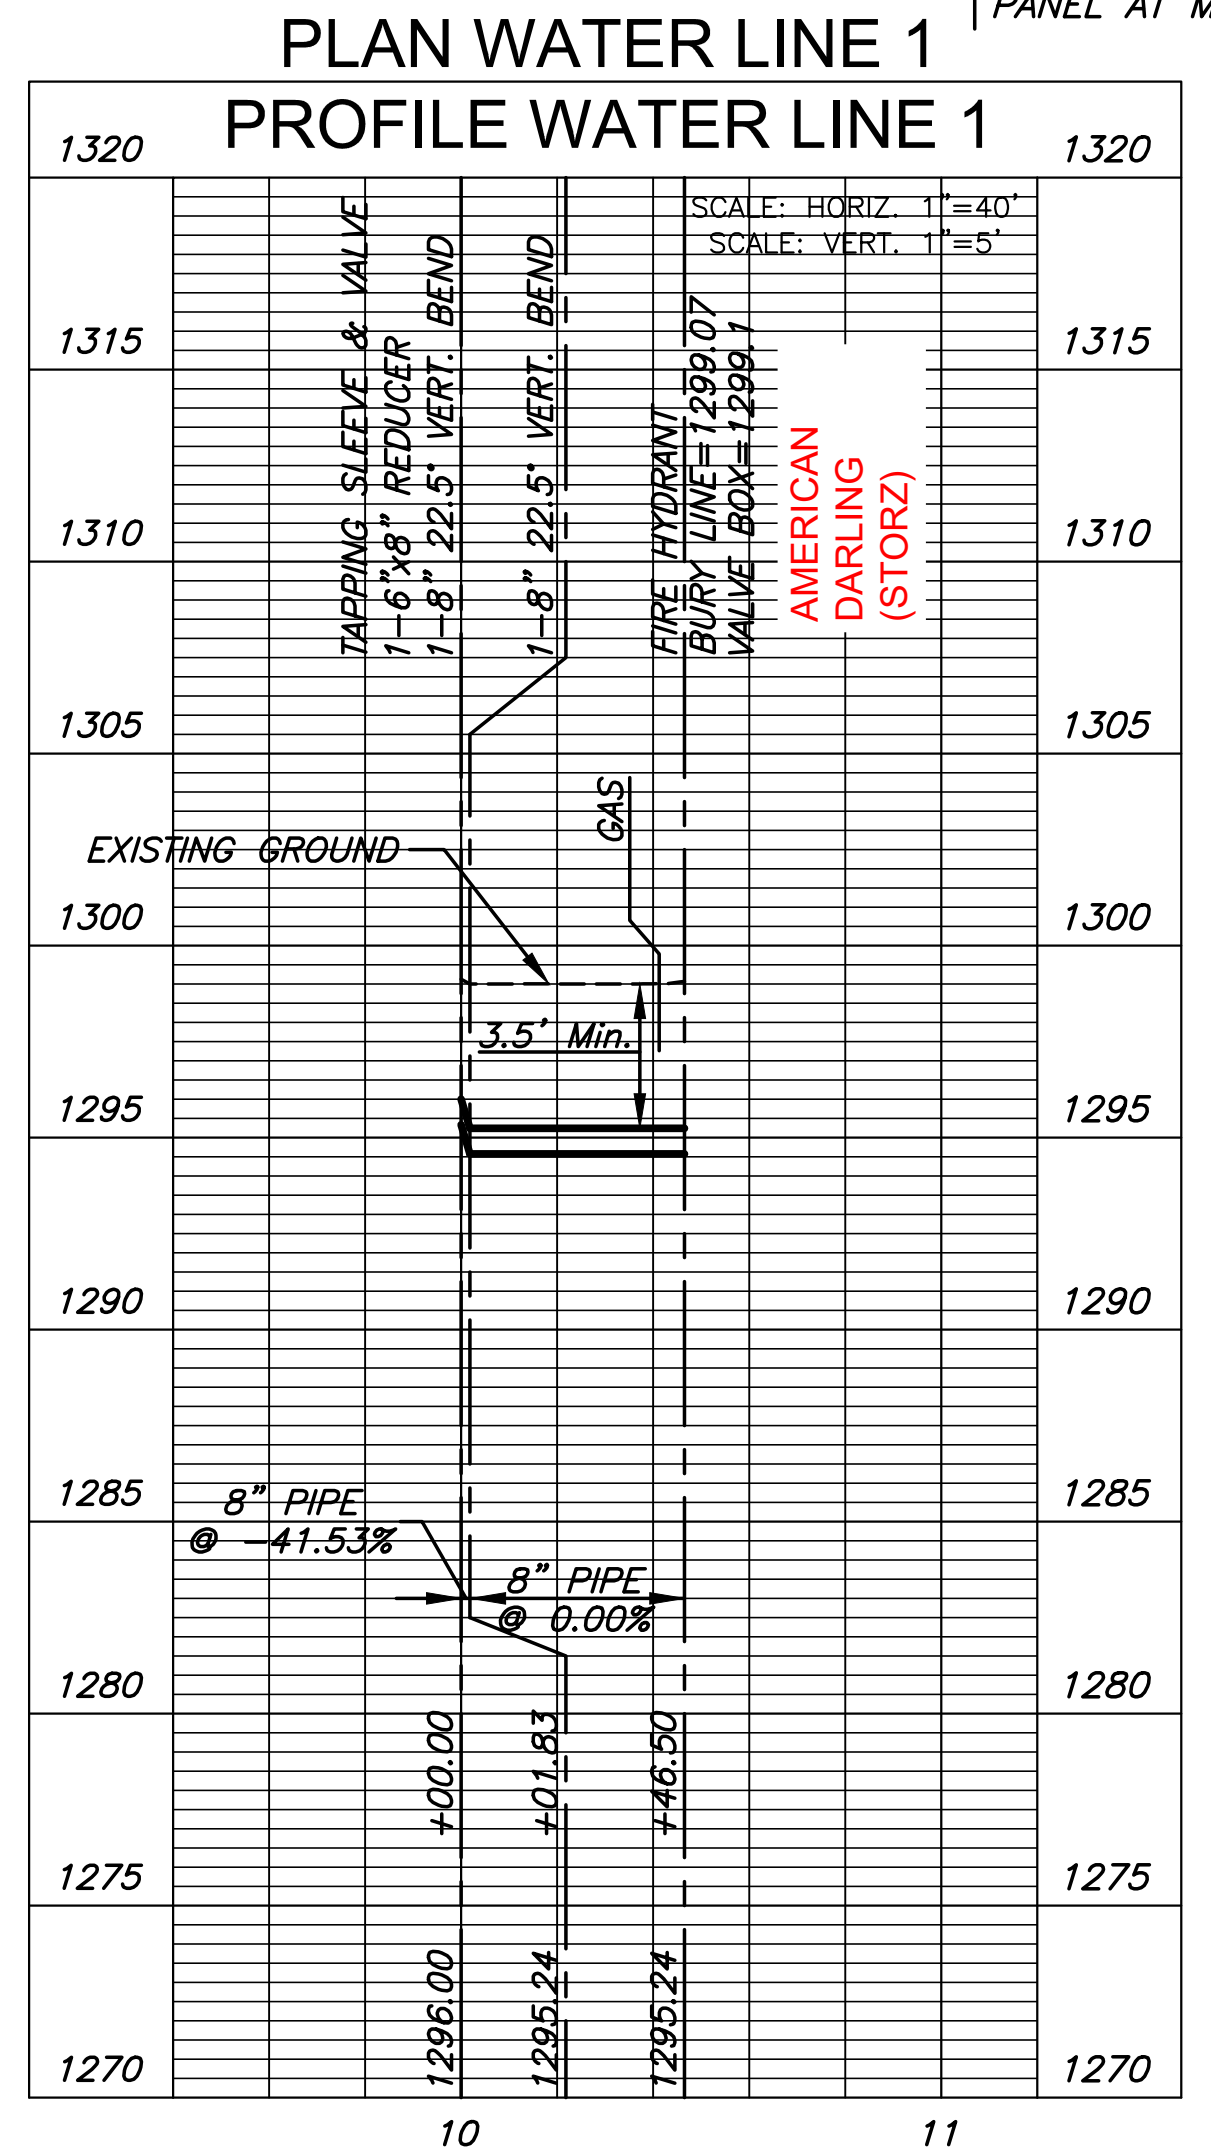 PANEL AT M
PLAN WATER LINE 1
PROFILE WATER LINE 1
1320
1320
SCALE: HORIZ. 1"=40'
SCALE: VERT. 1"=5'
TAPPING SLEEVE & VALVE
1-6"x8" REDUCER
1-8" 22.5° VERT. BEND
1-8" 22.5° VERT. BEND
FIRE HYDRANT
BURY LINE=1299.07
VALVE BOX=1299.1
AMERICAN
DARLING
(STORZ)
1315
1315
1310
1310
1305
1305
GAS
EXISTING GROUND
1300
1300
3.5' Min.
1295
1295
1290
1290
1285
1285
8" PIPE
@ -41.53%
8" PIPE
@ 0.00%
1280
1280
+00.00
+01.83
+46.50
1275
1275
1296.00
1295.24
1295.24
1270
1270
10
11